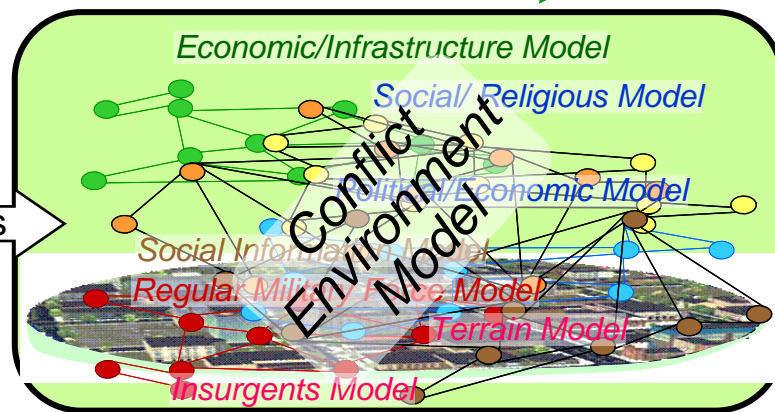 Economic/Infrastructure Model
Social/ Religious Model
Conflict
Environment
Model
Political/Economic Model
s
Social Information Model
Regular Military Force Model
Terrain Model
Insurgents Model